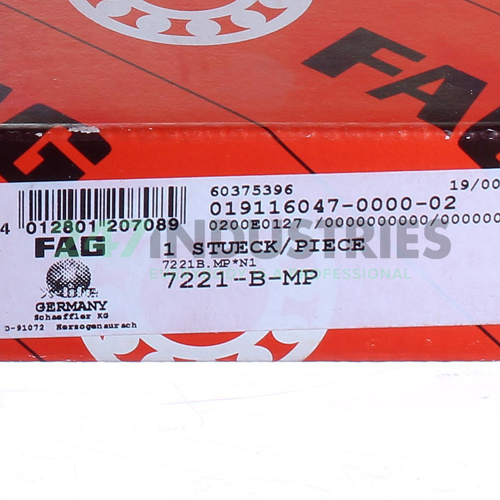 FAG
FAG
60375396
19/00
019116047-0000-02
0200E0127 /0000000000/000000
4 012801 207089
FAG
1 STUECK/PIECE
7221B.MP*N1
7221-B-MP
GERMANY
Schaeffler KG
D-91072 Herzogenaurach
INDUSTRIES